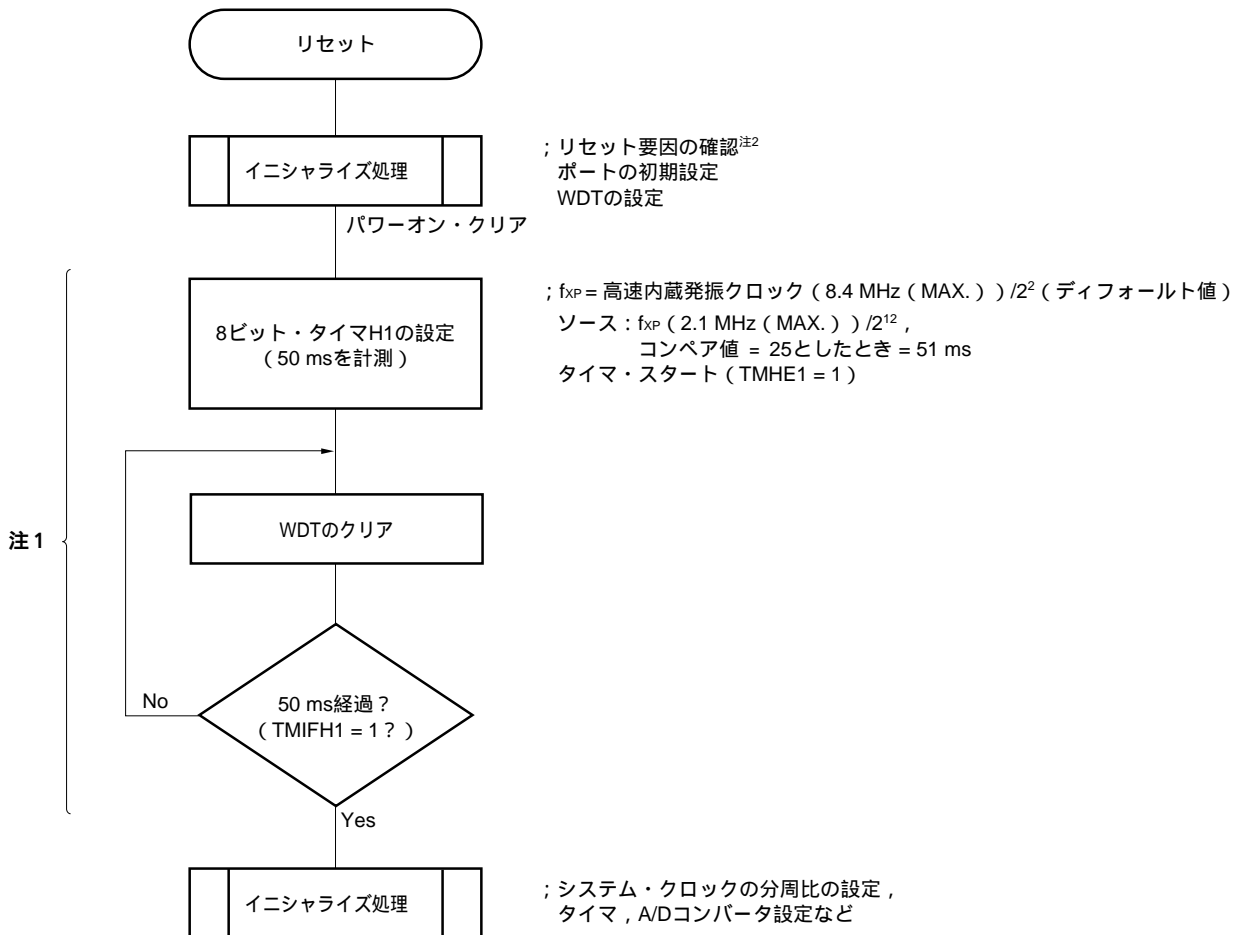 リセット
イニシャライズ処理
；リセット要因の確認注2
ポートの初期設定
WDTの設定
パワーオン・クリア
8ビット・タイマH1の設定
（50 msを計測）
；fXP = 高速内蔵発振クロック（8.4 MHz（MAX.））/2²（ディフォールト値）
ソース：fXP（2.1 MHz（MAX.））/2¹²，
コンペア値 = 25としたとき = 51 ms
タイマ・スタート（TMHE1 = 1）
注1
WDTのクリア
No
50 ms経過？
（TMIFH1 = 1？）
Yes
イニシャライズ処理
；システム・クロックの分周比の設定，
タイマ，A/Dコンバータ設定など